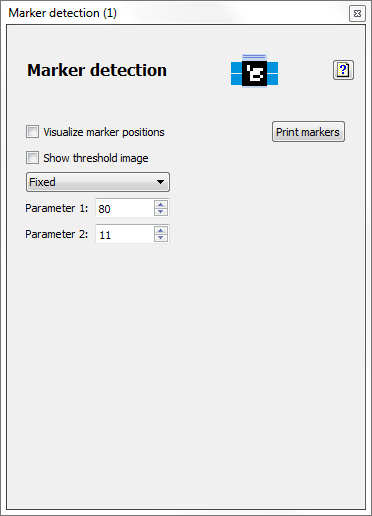 Marker detection (1)
Marker detection
?
Visualize marker positions
Print markers
Show threshold image
Fixed
Parameter 1: 80
Parameter 2: 11